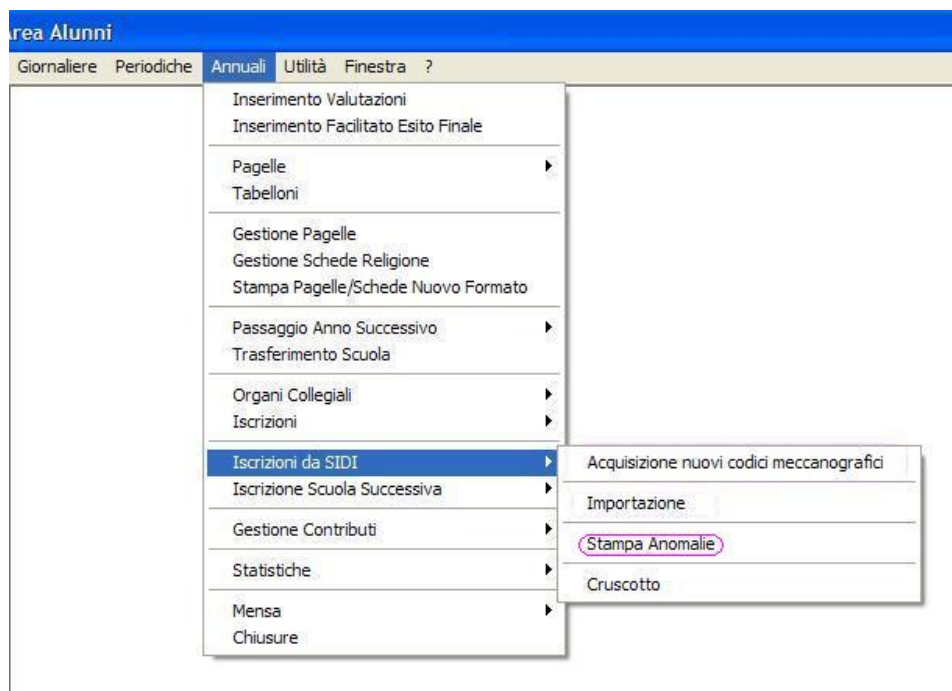 Area Alunni
Giornaliere Periodiche Annuali Utilità Finestra ?
Inserimento Valutazioni
Inserimento Facilitato Esito Finale
Pagelle
Tabelloni
Gestione Pagelle
Gestione Schede Religione
Stampa Pagelle/Schede Nuovo Formato
Passaggio Anno Successivo
Trasferimento Scuola
Organi Collegiali
Iscrizioni
Iscrizioni da SIDI
Iscrizione Scuola Successiva
Gestione Contributi
Statistiche
Mensa
Chiusure
Acquisizione nuovi codici meccanografici
Importazione
Stampa Anomalie
Cruscotto